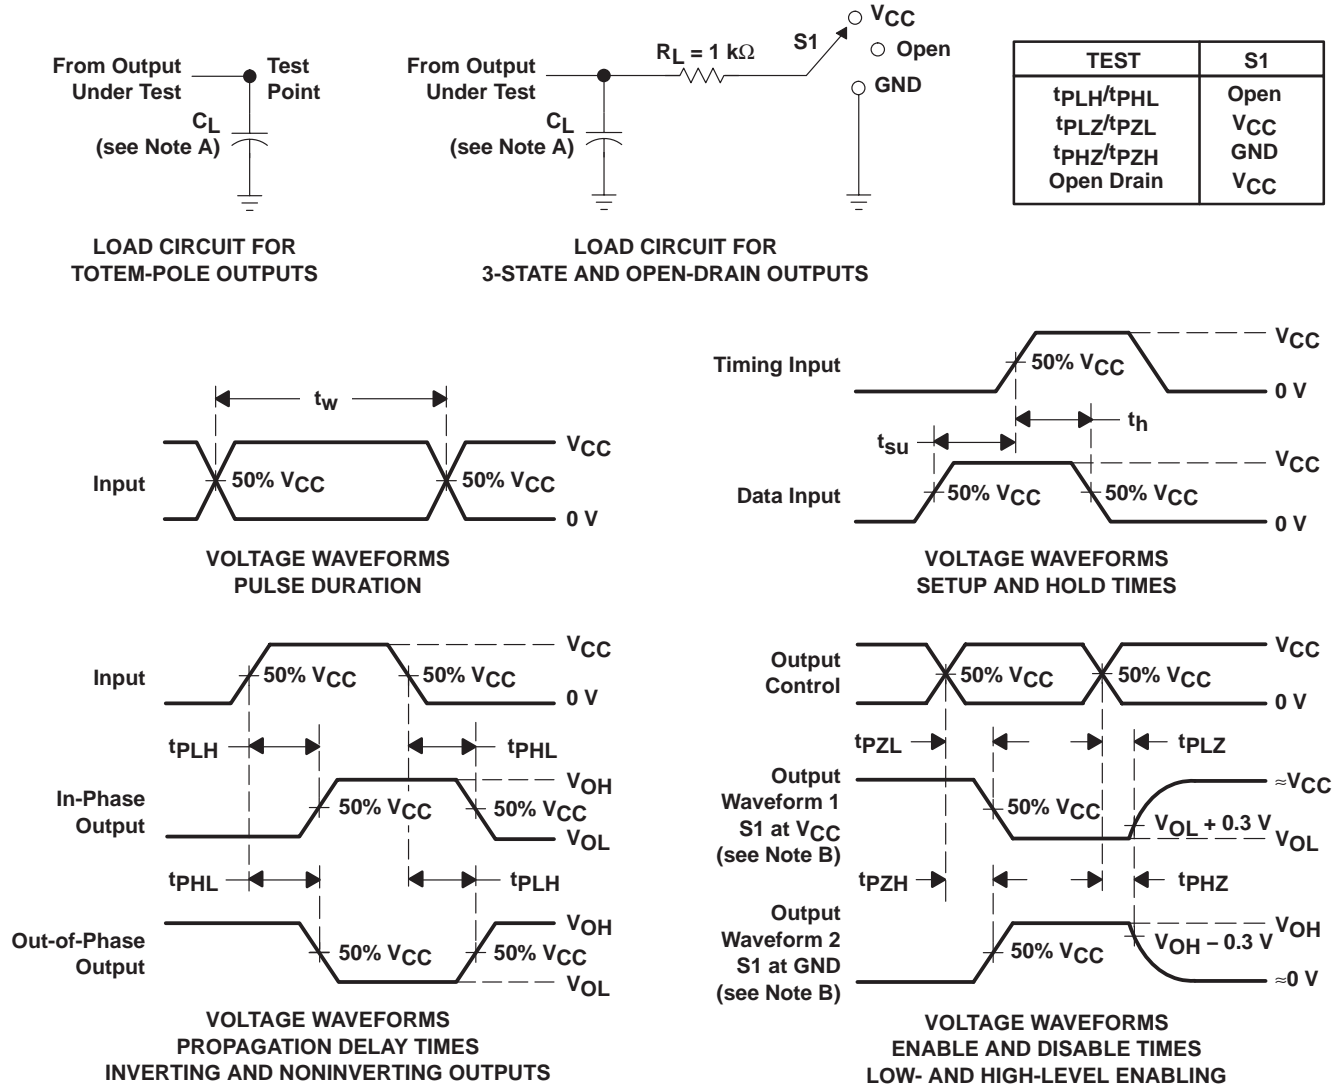 From Output
Under Test
Test
Point
CL
(see Note A)
LOAD CIRCUIT FOR
TOTEM-POLE OUTPUTS
From Output
Under Test
RL = 1 kΩ
S1
VCC
Open
GND
CL
(see Note A)
LOAD CIRCUIT FOR
3-STATE AND OPEN-DRAIN OUTPUTS
TEST S1
tPLH/tPHL Open
tPLZ/tPZL VCC
tPHZ/tPZH GND
Open Drain VCC
tw
Input
50% VCC
50% VCC
VCC
0 V
VOLTAGE WAVEFORMS
PULSE DURATION
Timing Input
50% VCC
VCC
0 V
tsu
th
Data Input
50% VCC
50% VCC
VCC
0 V
VOLTAGE WAVEFORMS
SETUP AND HOLD TIMES
Input
50% VCC
50% VCC
VCC
0 V
tPLH
tPHL
In-Phase
Output
50% VCC
50% VCC
VOH
VOL
tPHL
tPLH
Out-of-Phase
Output
50% VCC
50% VCC
VOH
VOL
VOLTAGE WAVEFORMS
PROPAGATION DELAY TIMES
INVERTING AND NONINVERTING OUTPUTS
Output
Control
50% VCC
50% VCC
VCC
0 V
tPZL
tPLZ
Output
Waveform 1
S1 at VCC
(see Note B)
50% VCC
VOL + 0.3 V
≈VCC
VOL
tPZH
tPHZ
Output
Waveform 2
S1 at GND
(see Note B)
50% VCC
VOH − 0.3 V
VOH
≈0 V
VOLTAGE WAVEFORMS
ENABLE AND DISABLE TIMES
LOW- AND HIGH-LEVEL ENABLING